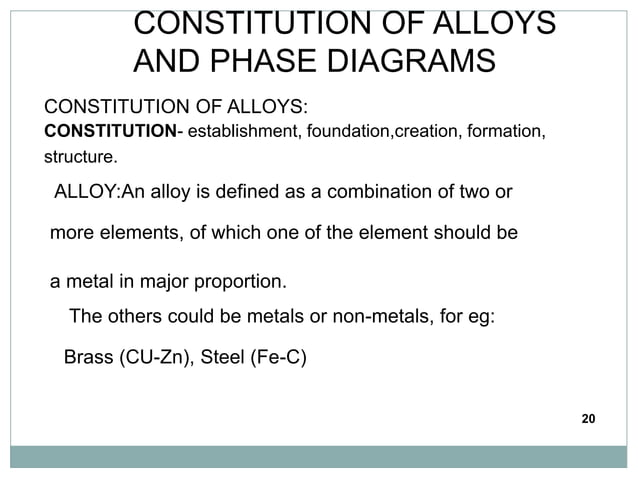 CONSTITUTION OF ALLOYS
AND PHASE DIAGRAMS
CONSTITUTION OF ALLOYS:
CONSTITUTION- establishment, foundation,creation, formation,
structure.
ALLOY:An alloy is defined as a combination of two or
more elements, of which one of the element should be
a metal in major proportion.
The others could be metals or non-metals, for eg:
Brass (CU-Zn), Steel (Fe-C)
20